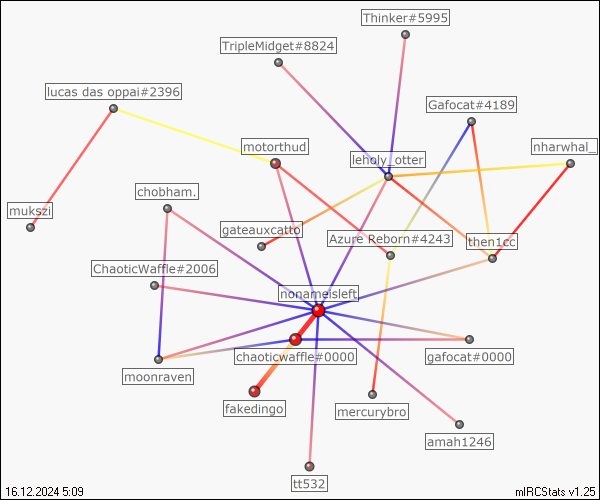 Thinker#5995
TripleMidget#8824
lucas das oppai#2396
Gafocat#4189
motorthud
nharwhal_
leholy_otter
chobham.
mukszi
gateauxcatto
Azure Reborn#4243
then1cc
ChaoticWaffle#2006
nonameisleft
chaoticwaffle#0000
gafocat#0000
moonraven
fakedingo
mercurybro
amah1246
tt532
16.12.2024 5:09
mIRCStats v1.25